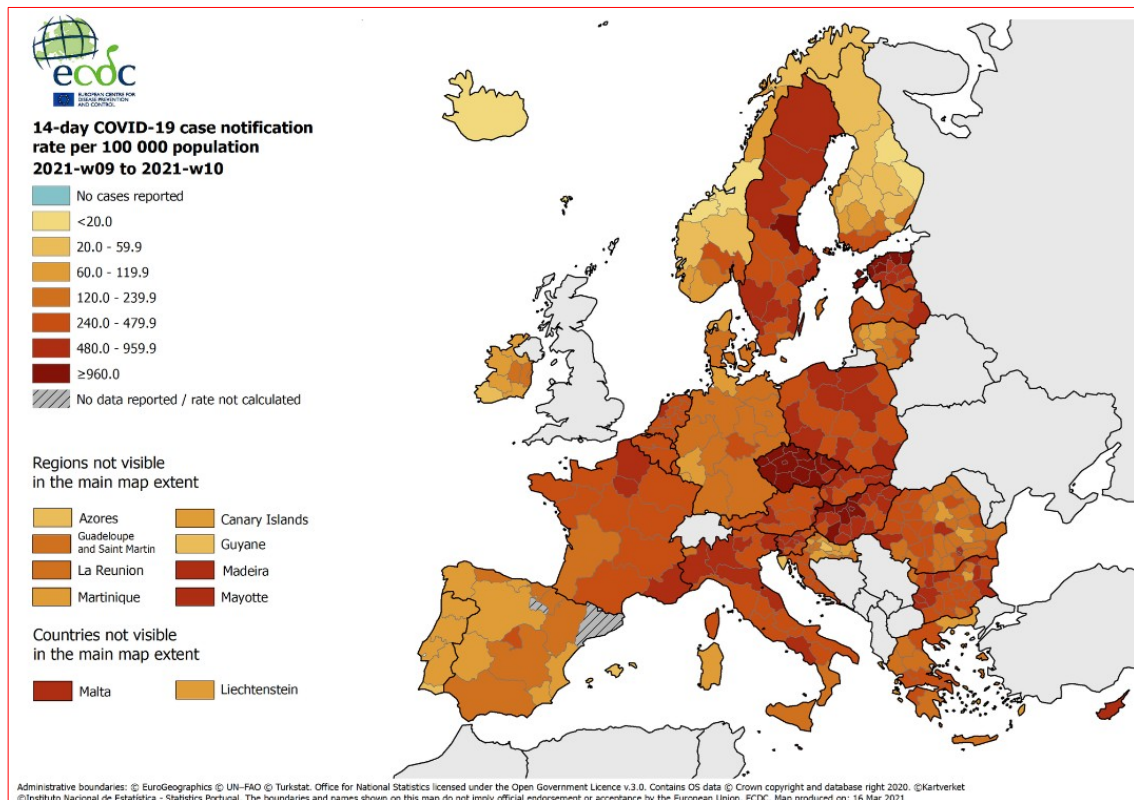 ecdc
EUROPEAN CENTRE FOR
DISEASE PREVENTION
AND CONTROL
14-day COVID-19 case notification
rate per 100 000 population
2021-w09 to 2021-w10
No cases reported
<20.0
20.0 - 59.9
60.0 - 119.9
120.0 - 239.9
240.0 - 479.9
480.0 - 959.9
≥960.0
No data reported / rate not calculated
Regions not visible
in the main map extent
Azores
Canary Islands
Guadeloupe
and Saint Martin
Guyane
La Reunion
Madeira
Martinique
Mayotte
Countries not visible
in the main map extent
Malta
Liechtenstein
Administrative boundaries: © EuroGeographics © UN–FAO © Turkstat. Office for National Statistics licensed under the Open Government Licence v.3.0. Contains OS data © Crown copyright and database right 2020. ©Kartverket
©Instituto Nacional de Estatística - Statistics Portugal. The boundaries and names shown on this map do not imply official endorsement or acceptance by the European Union. ECDC. Map produced on: 16 Mar 2021